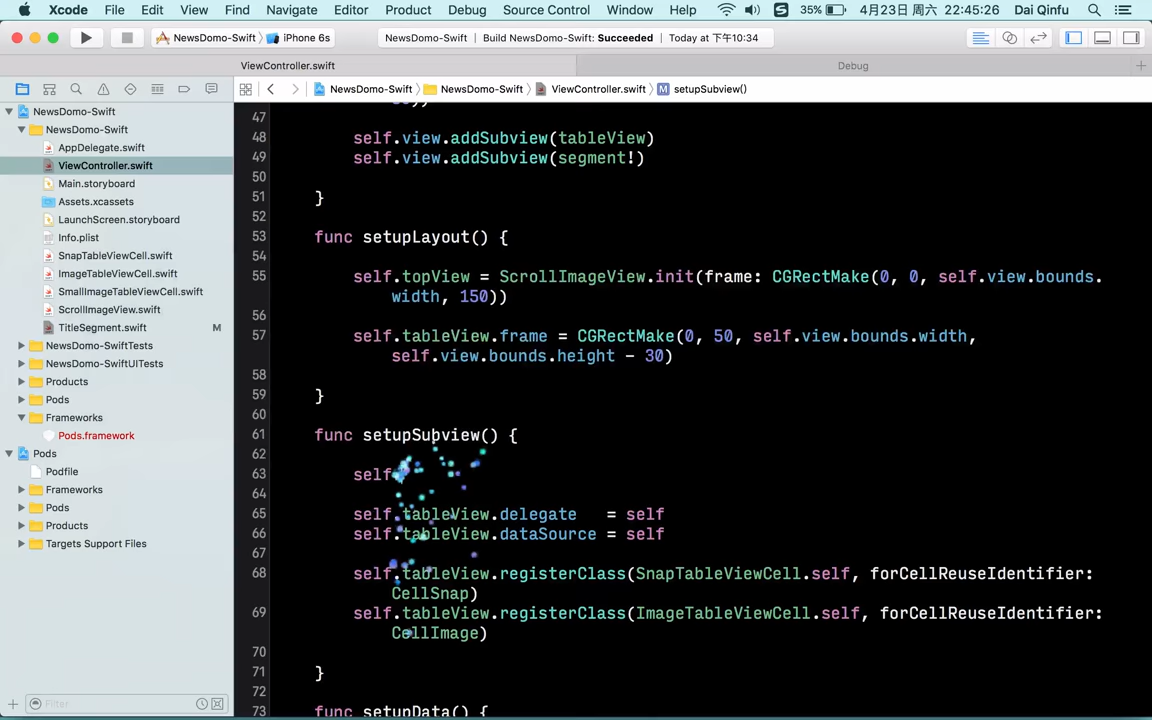 Xcode File Edit View Find Navigate Editor Product Debug Source Control Window Help 35% 4月23日 周六 22:45:26 Dai Qinfu
NewsDomo-Swift iPhone 6s NewsDomo-Swift | Build NewsDomo-Swift: Succeeded | Today at 下午10:34
ViewController.swift Debug
NewsDomo-Swift NewsDomo-Swift ViewController.swift M setupSubview()
NewsDomo-Swift
NewsDomo-Swift
AppDelegate.swift
ViewController.swift
Main.storyboard
Assets.xcassets
LaunchScreen.storyboard
Info.plist
SnapTableViewCell.swift
ImageTableViewCell.swift
SmallImageTableViewCell.swift
ScrollImageView.swift
TitleSegment.swift M
NewsDomo-SwiftTests
NewsDomo-SwiftUITests
Products
Pods
Frameworks
Pods.framework
Pods
Podfile
Frameworks
Pods
Products
Targets Support Files
Filter
47
48 self.view.addSubview(tableView)
49 self.view.addSubview(segment!)
50
51 }
52
53 func setupLayout() {
54
55 self.topView = ScrollImageView.init(frame: CGRectMake(0, 0, self.view.bounds.
width, 150))
56
57 self.tableView.frame = CGRectMake(0, 50, self.view.bounds.width,
self.view.bounds.height - 30)
58
59 }
60
61 func setupSubview() {
62
63 self
64
65 self.tableView.delegate = self
66 self.tableView.dataSource = self
67
68 self.tableView.registerClass(SnapTableViewCell.self, forCellReuseIdentifier:
CellSnap)
69 self.tableView.registerClass(ImageTableViewCell.self, forCellReuseIdentifier:
CellImage)
70
71 }
72
73 func setupData() {